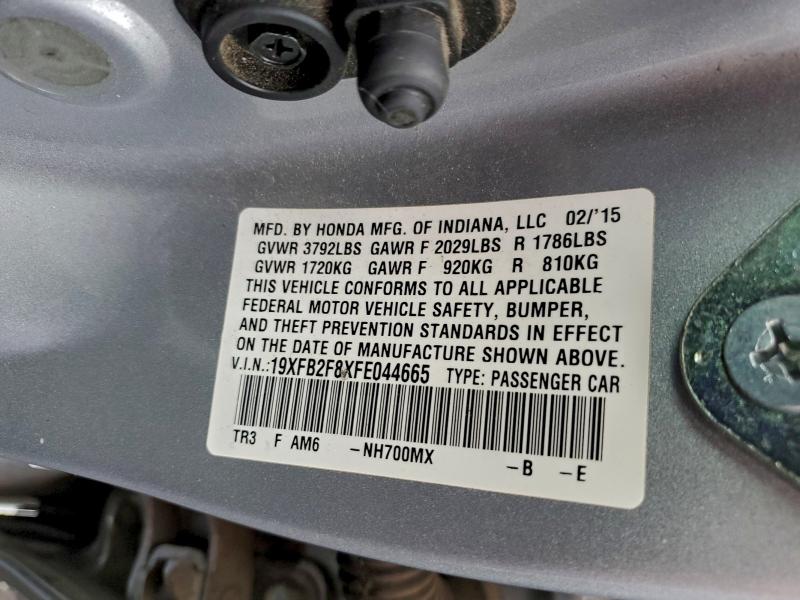 MFD. BY HONDA MFG. OF INDIANA, LLC 02/'15
GVWR 3792LBS GAWR F 2029LBS R 1786LBS
GVWR 1720KG GAWR F 920KG R 810KG
THIS VEHICLE CONFORMS TO ALL APPLICABLE
FEDERAL MOTOR VEHICLE SAFETY, BUMPER,
AND THEFT PREVENTION STANDARDS IN EFFECT
ON THE DATE OF MANUFACTURE SHOWN ABOVE.
V.I.N.:19XFB2F8XFE044665 TYPE: PASSENGER CAR
TR3 F AM6 -NH700MX -B -E